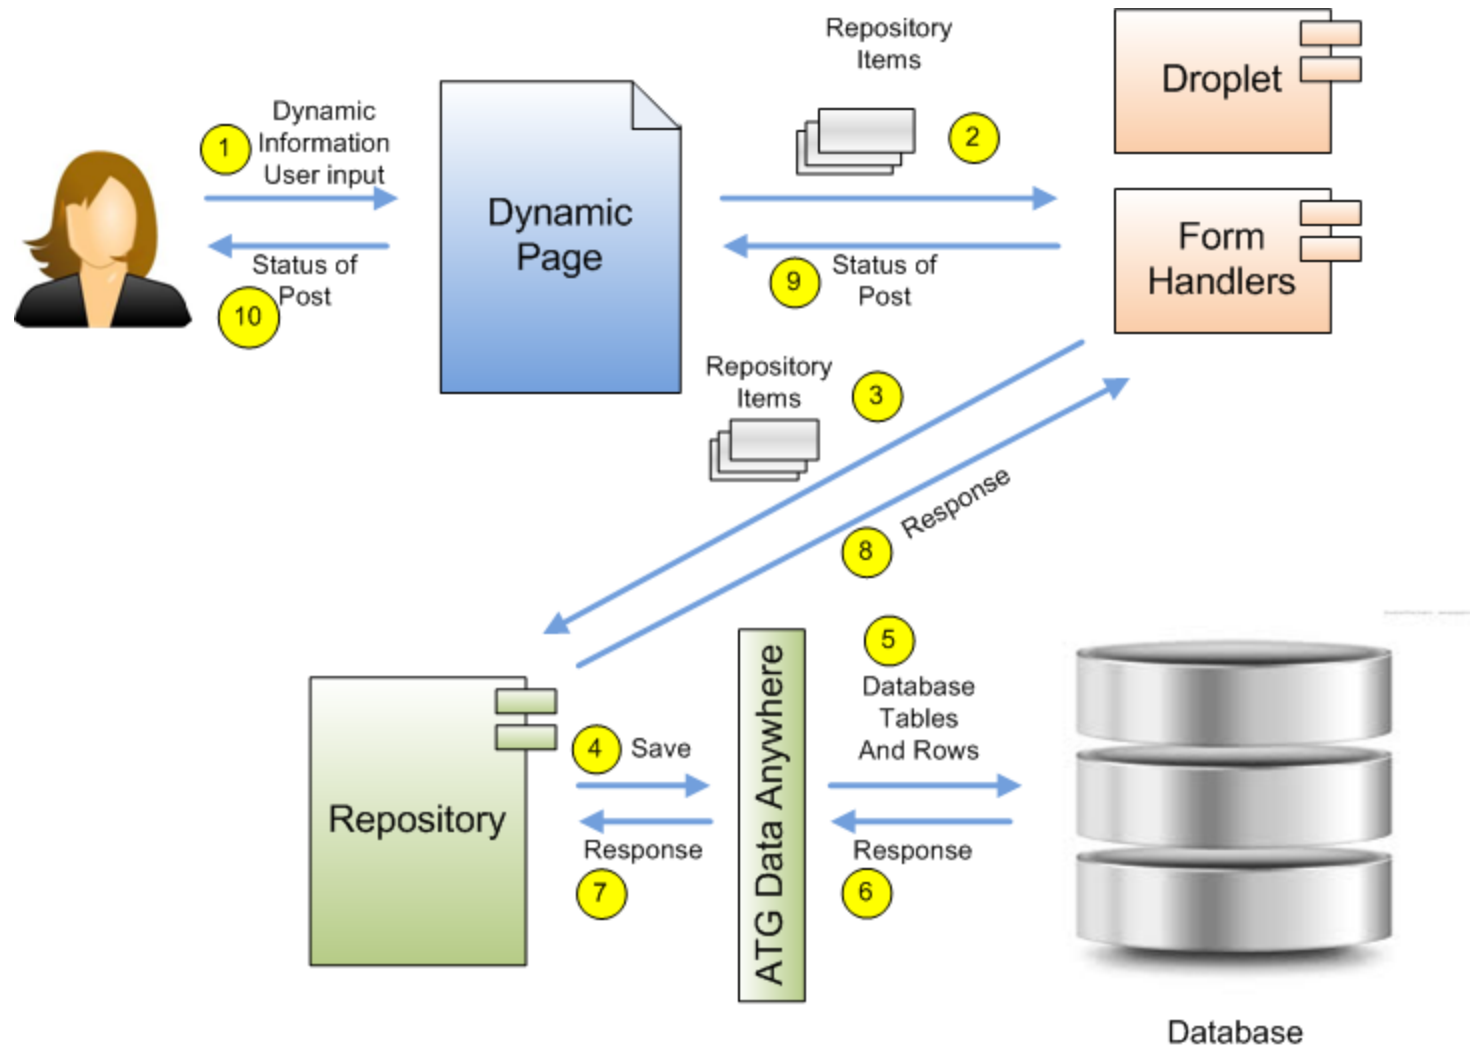 Repository
Items
Droplet
Dynamic
Information
User input
1
2
Dynamic
Page
Form
Handlers
Status of
Post
10
9
Status of
Post
Repository
Items
3
Response
8
5
Database
Tables
And Rows
4
Save
ATG Data Anywhere
Repository
Response
7
Response
6
Database